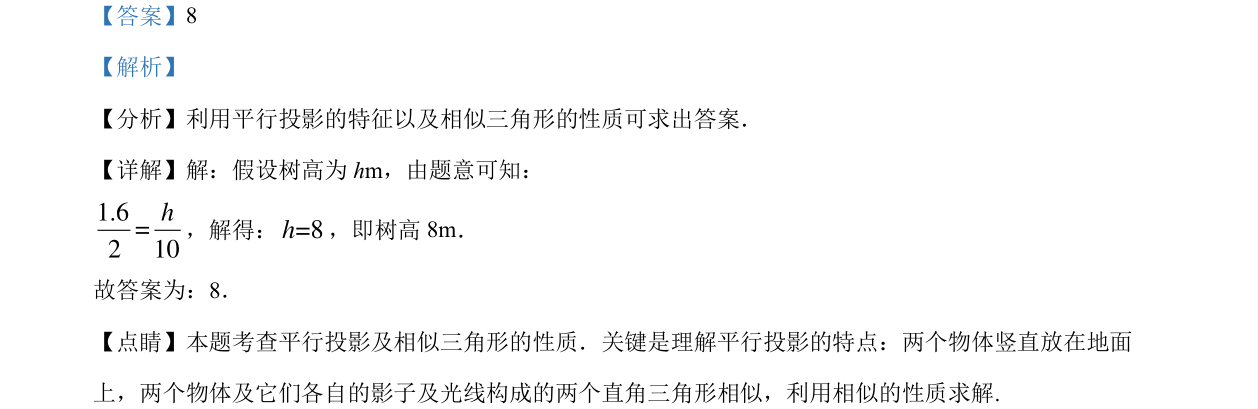 【答案】8
【解析】
【分析】利用平行投影的特征以及相似三角形的性质可求出答案．
【详解】解：假设树高为 hm，由题意可知：
1.6/2=h/10，解得：h=8，即树高 8m．
故答案为：8．
【点睛】本题考查平行投影及相似三角形的性质．关键是理解平行投影的特点：两个物体竖直放在地面
上，两个物体及它们各自的影子及光线构成的两个直角三角形相似，利用相似的性质求解.